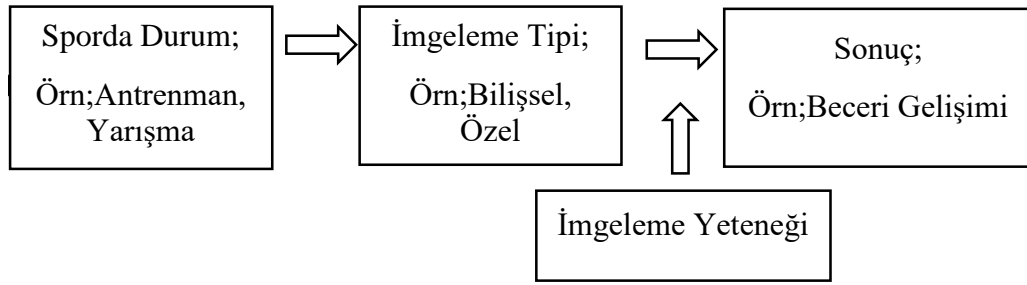 Sporda Durum;
Örn;Antrenman,
Yarışma
İmgeleme Tipi;
Örn;Bilişsel,
Özel
Sonuç;
Örn;Beceri Gelişimi
İmgeleme Yeteneği